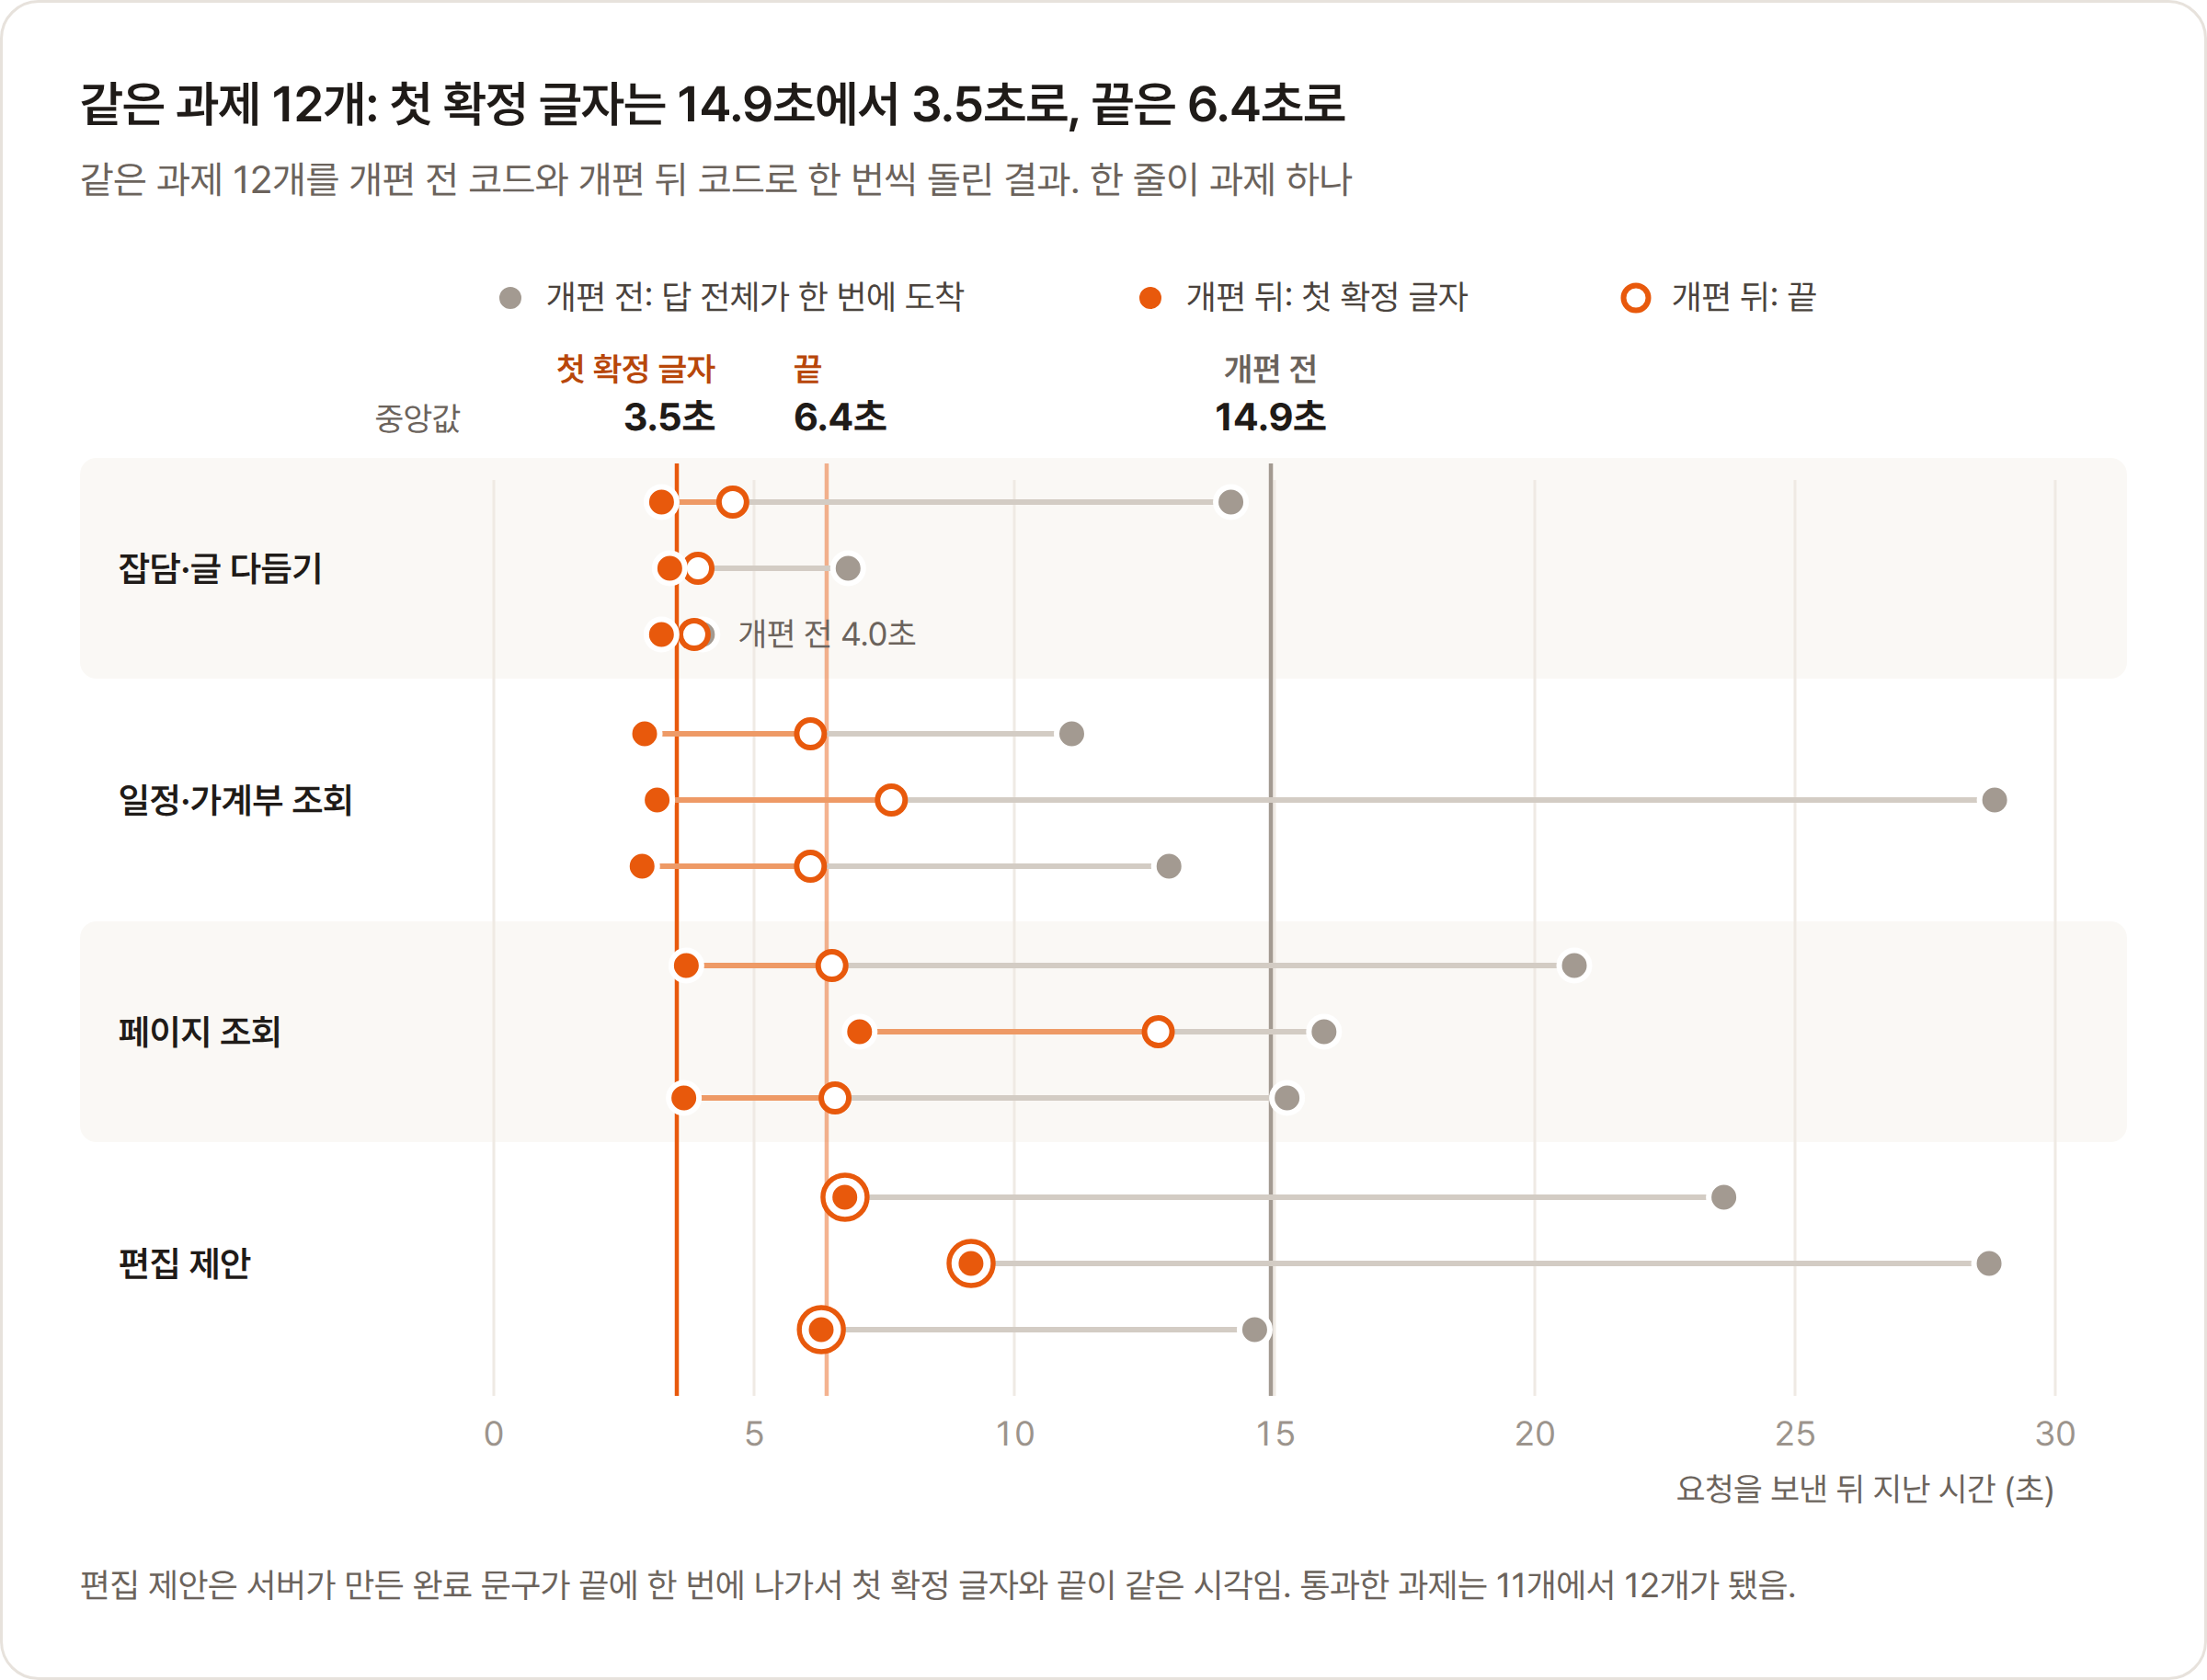 같은 과제 12개: 첫 확정 글자는 14.9초에서 3.5초로, 끝은 6.4초로
같은 과제 12개를 개편 전 코드와 개편 뒤 코드로 한 번씩 돌린 결과. 한 줄이 과제 하나
개편 전: 답 전체가 한 번에 도착
개편 뒤: 첫 확정 글자
개편 뒤: 끝
첫 확정 글자
끝
개편 전
중앙값
3.5초
6.4초
14.9초
잡담·글 다듬기
개편 전 4.0초
일정·가계부 조회
페이지 조회
편집 제안
0 5 10 15 20 25 30
요청을 보낸 뒤 지난 시간 (초)
편집 제안은 서버가 만든 완료 문구가 끝에 한 번에 나가서 첫 확정 글자와 끝이 같은 시각임. 통과한 과제는 11개에서 12개가 됐음.